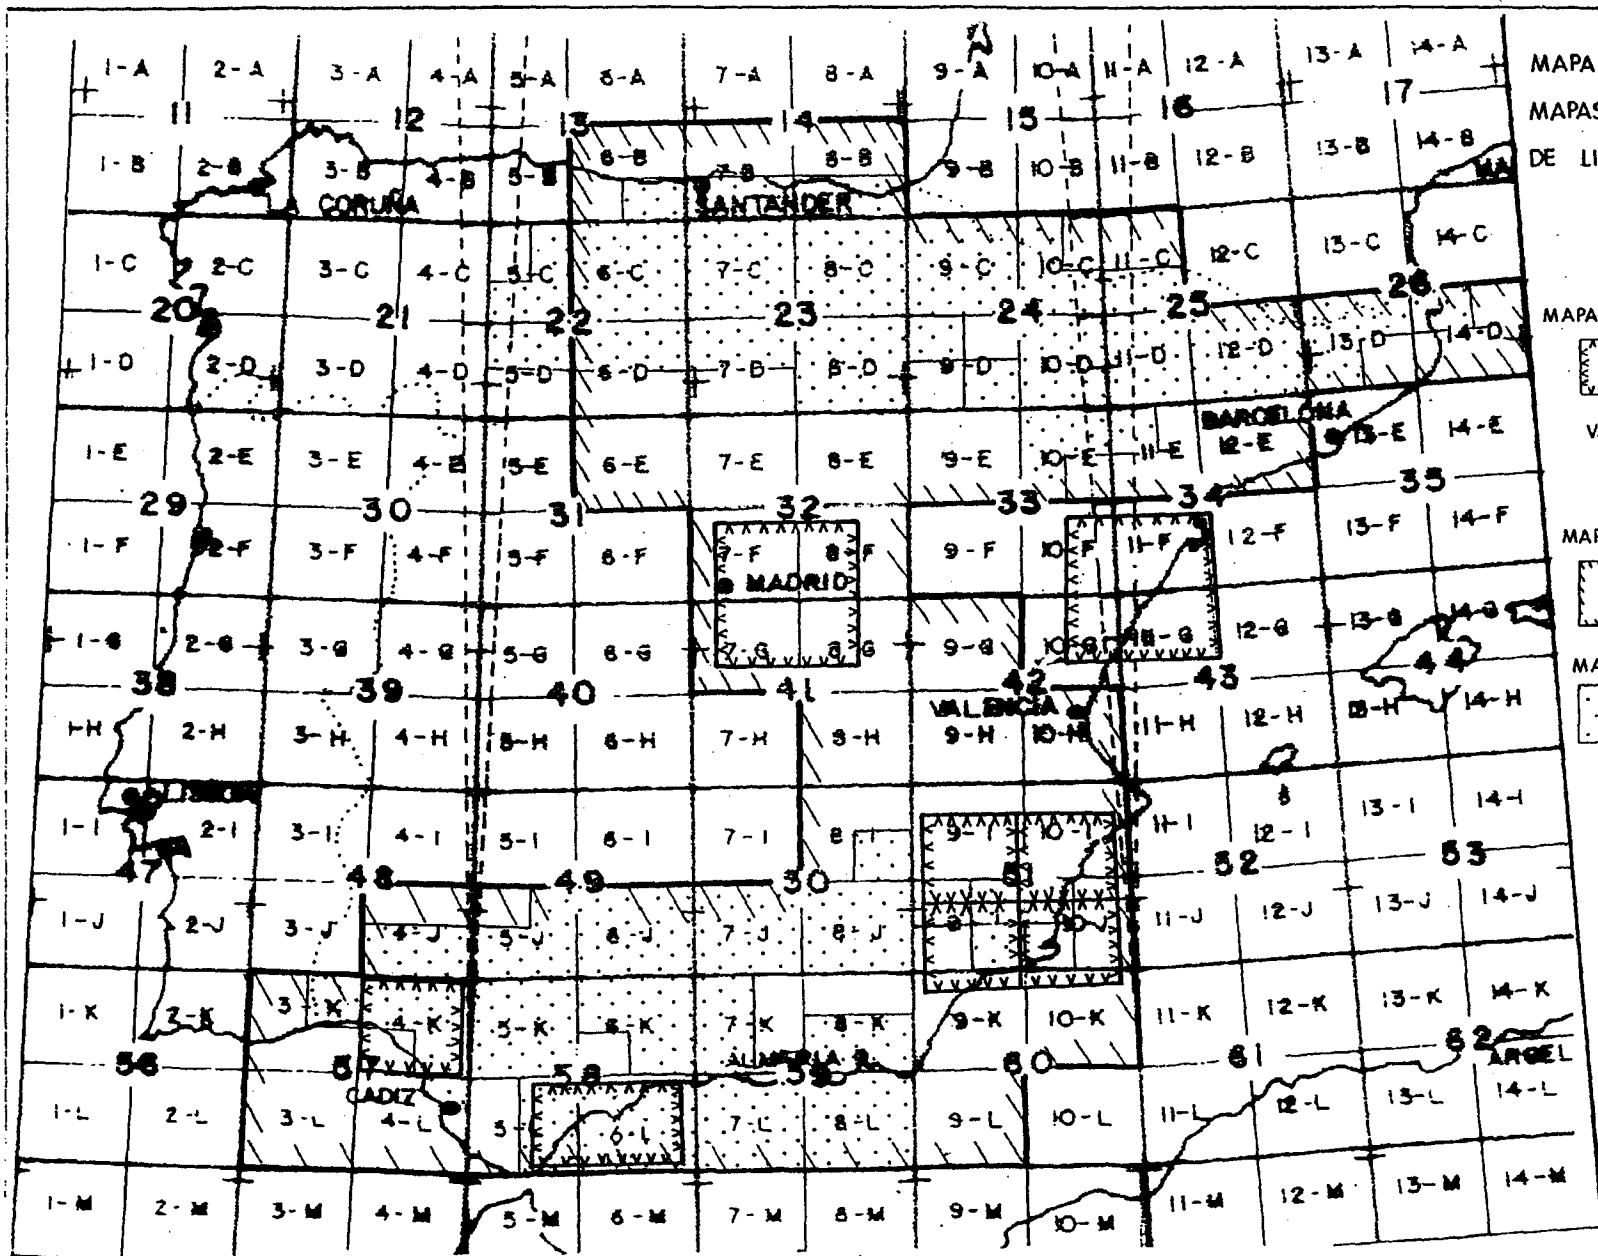 1-A 2-A 3-A 4-A 5-A 6-A 7-A 8-A 9-A 10-A 11-A 12-A 13-A 14-A MAPA
11 12 13 14 15 16 17 MAPAS
1-B 2-B 3-B 4-B 5-B 6-B 7-B 8-B 9-B 10-B 11-B 12-B 13-B 14-B DE LI
MA
LA CORUÑA SANTANDER
1-C 2-C 3-C 4-C 5-C 6-C 7-C 8-C 9-C 10-C 11-C 12-C 13-C 14-C
20 21 22 23 24 25 26 MAPA
1-D 2-D 3-D 4-D 5-D 6-D 7-D 8-D 9-D 10-D 11-D 12-D 13-D 14-D
BARCELONA
1-E 2-E 3-E 4-E 5-E 6-E 7-E 8-E 9-E 10-E 11-E 12-E 13-E 14-E V
29 30 31 32 33 34 35
1-F 2-F 3-F 4-F 5-F 6-F 7-F 8-F 9-F 10-F 11-F 12-F 13-F 14-F MAP
MADRID
1-G 2-G 3-G 4-G 5-G 6-G 7-G 8-G 9-G 10-G 11-G 12-G 13-G 14-G
38 39 40 41 42 43 44 MA
VALENCIA
1-H 2-H 3-H 4-H 5-H 6-H 7-H 8-H 9-H 10-H 11-H 12-H 13-H 14-H
LISBOA
1-I 2-I 3-I 4-I 5-I 6-I 7-I 8-I 9-I 10-I 11-I 12-I 13-I 14-I
47 48 49 50 51 52 53
1-J 2-J 3-J 4-J 5-J 6-J 7-J 8-J 9-J 10-J 11-J 12-J 13-J 14-J
1-K 2-K 3-K 4-K 5-K 6-K 7-K 8-K 9-K 10-K 11-K 12-K 13-K 14-K
56 57 58 59 60 61 62
ALMERIA ARGEL
CADIZ
1-L 2-L 3-L 4-L 5- 6-L 7-L 8-L 9-L 10-L 11-L 12-L 13-L 14-L
1-M 2-M 3-M 4-M 5-M 6-M 7-M 8-M 9-M 10-M 11-M 12-M 13-M 14-M